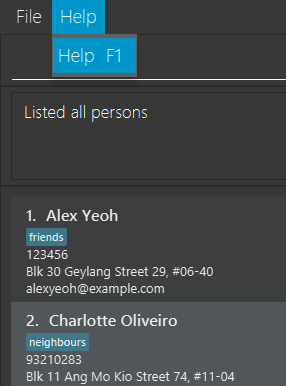 File Help
Help F1
Listed all persons
1. Alex Yeoh
friends
123456
Blk 30 Geylang Street 29, #06-40
alexyeoh@example.com
2. Charlotte Oliveiro
neighbours
93210283
Blk 11 Ang Mo Kio Street 74, #11-04